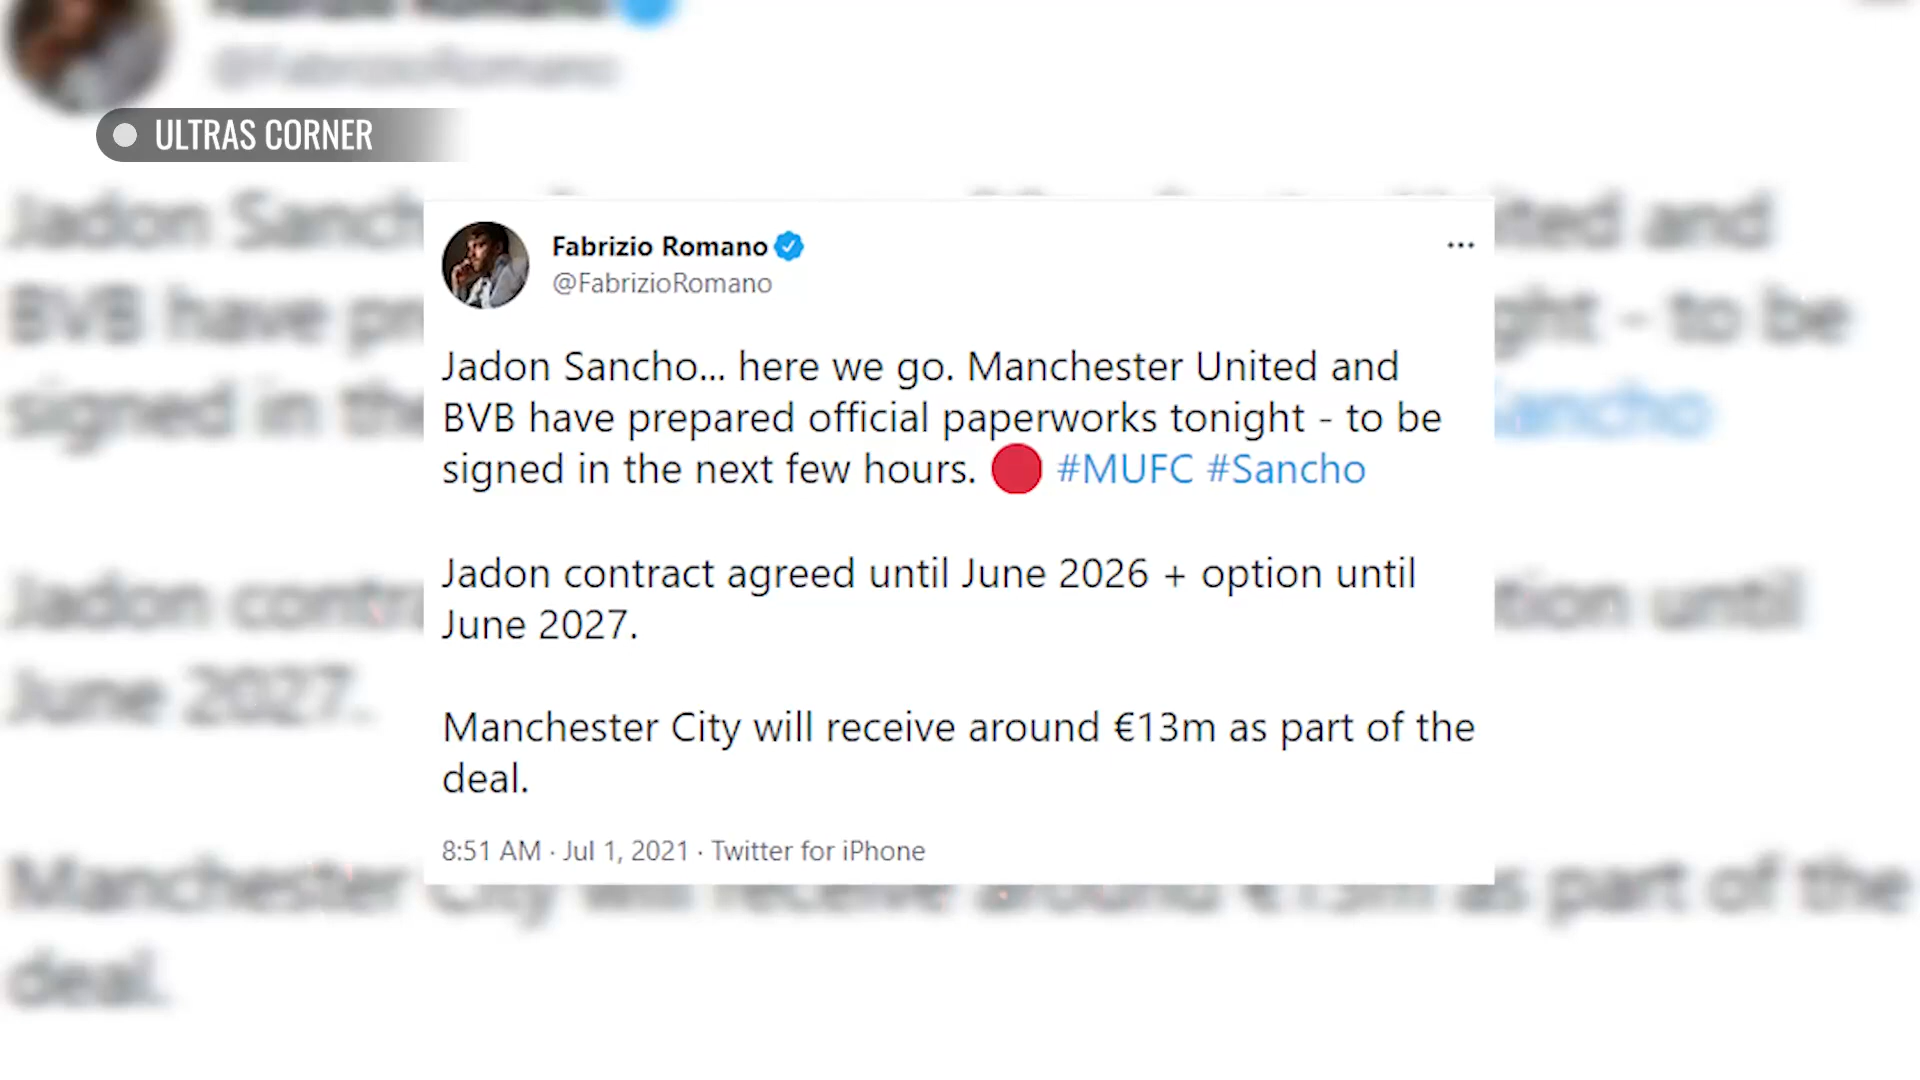 ULTRAS CORNER
Fabrizio Romano
@FabrizioRomano
Jadon Sancho... here we go. Manchester United and
BVB have prepared official paperworks tonight - to be
signed in the next few hours. 🔴 #MUFC #Sancho
Jadon contract agreed until June 2026 + option until
June 2027.
Manchester City will receive around €13m as part of the
deal.
8:51 AM · Jul 1, 2021 · Twitter for iPhone